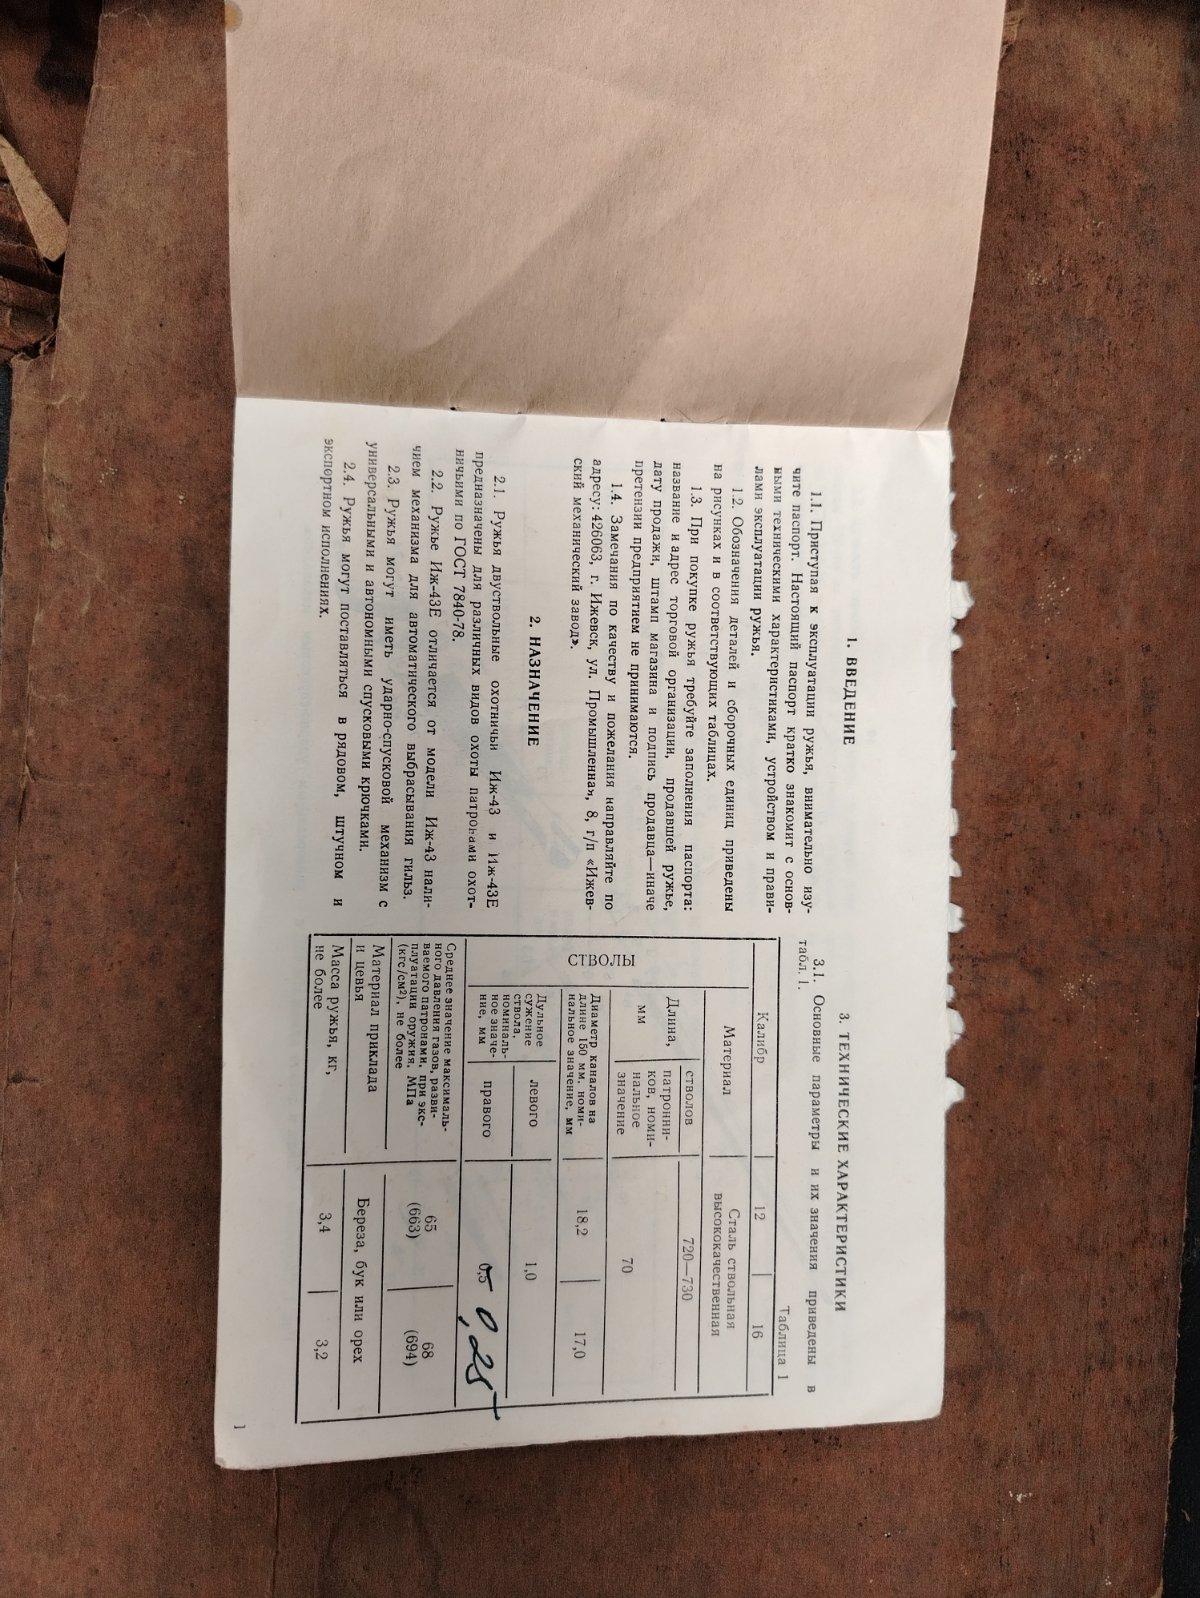 1. ВВЕДЕНИЕ
1.1. Приступая к эксплуатации ружья, внимательно изу-
чите паспорт. Настоящий паспорт кратко знакомит с основ-
ными техническими характеристиками, устройством и прави-
лами эксплуатации ружья.
1.2. Обозначения деталей и сборочных единиц приведены
на рисунках и в соответствующих таблицах.
1.3. При покупке ружья требуйте заполнения паспорта:
название и адрес торговой организации, продавшей ружье,
дату продажи, штамп магазина и подпись продавца—иначе
претензии предприятием не принимаются.
1.4. Замечания по качеству и пожелания направляйте по
адресу: 426063, г. Ижевск, ул. Промышленна», 8, г/п «Ижев-
ский механический завод».
2. НАЗНАЧЕНИЕ
2.1. Ружья двуствольные охотничьи Иж-43 и Иж-43Е
предназначены для различных видов охоты патронами охот-
ничьими по ГОСТ 7840-78.
2.2. Ружье Иж-43Е отличается от модели Иж-43 нали-
чием механизма для автоматического выбрасывания гильз.
2.3. Ружья могут иметь ударно-спусковой механизм с
универсальными и автономными спусковыми крючками.
2.4. Ружья могут поставляться в рядовом, штучном и
экспортном исполнениях.
3. ТЕХНИЧЕСКИЕ ХАРАКТЕРИСТИКИ
3.1. Основные параметры и их значения приведены в
табл. 1.
Таблица 1
Калибр 12 16
СТВОЛЫ
Материал
Сталь ствольная
высококачественная
Длина,
мм
стволов 720—730
патронни-
ков, номи-
нальное
значение
70
Диаметр каналов на
длине 150 мм, номи-
нальное значение, мм
18,2 17,0
Дульное
сужение
ствола,
номиналь-
ное значе-
ние, мм
левого 1,0
правого 0,5 0,25
Среднее значение максималь-
ного давления газов, разви-
ваемого патронами, при экс-
плуатации оружия, МПа
(кгс/см²), не более
65
(663)
68
(694)
Материал приклада
и цевья
Береза, бук или орех
Масса ружья, кг,
не более
3,4 3,2
1